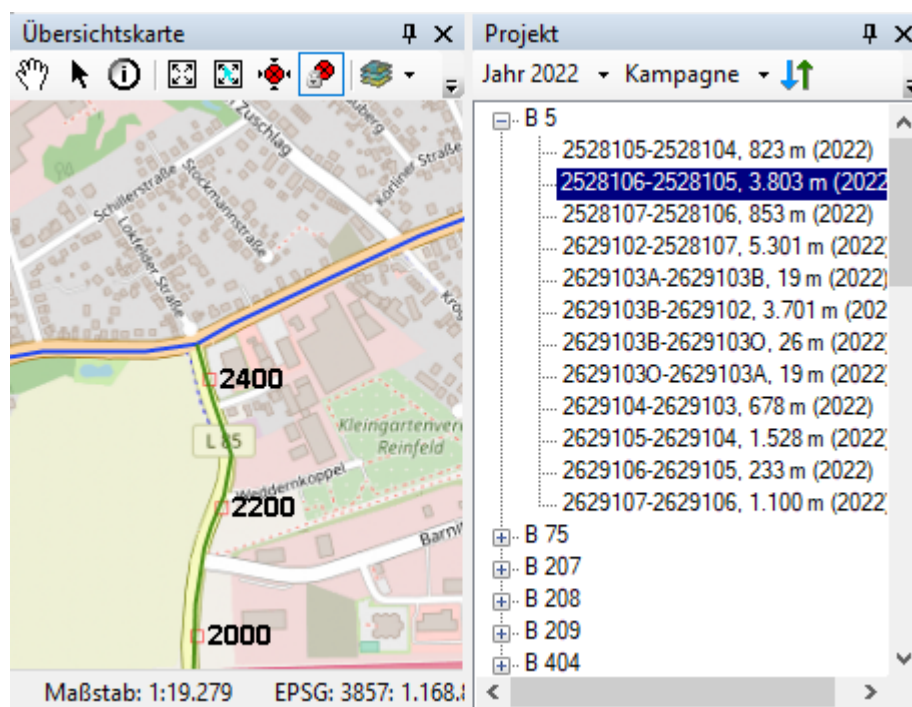 Übersichtskarte
Zuschlag
Körliner Straße
Schillerstraße
Stockmannstraße
Lokfelder Straße
2400
L 85
Kleingartenverei
Reinfeld
Weddernkoppel
2200
Barnit
2000
Maßstab: 1:19.279 EPSG: 3857: 1.168.8
Projekt
Jahr 2022 Kampagne
B 5
2528105-2528104, 823 m (2022)
2528106-2528105, 3.803 m (2022
2528107-2528106, 853 m (2022)
2629102-2528107, 5.301 m (2022)
2629103A-2629103B, 19 m (2022)
2629103B-2629102, 3.701 m (202
2629103B-2629103O, 26 m (2022)
2629103O-2629103A, 19 m (2022)
2629104-2629103, 678 m (2022)
2629105-2629104, 1.528 m (2022)
2629106-2629105, 233 m (2022)
2629107-2629106, 1.100 m (2022)
B 75
B 207
B 208
B 209
B 404